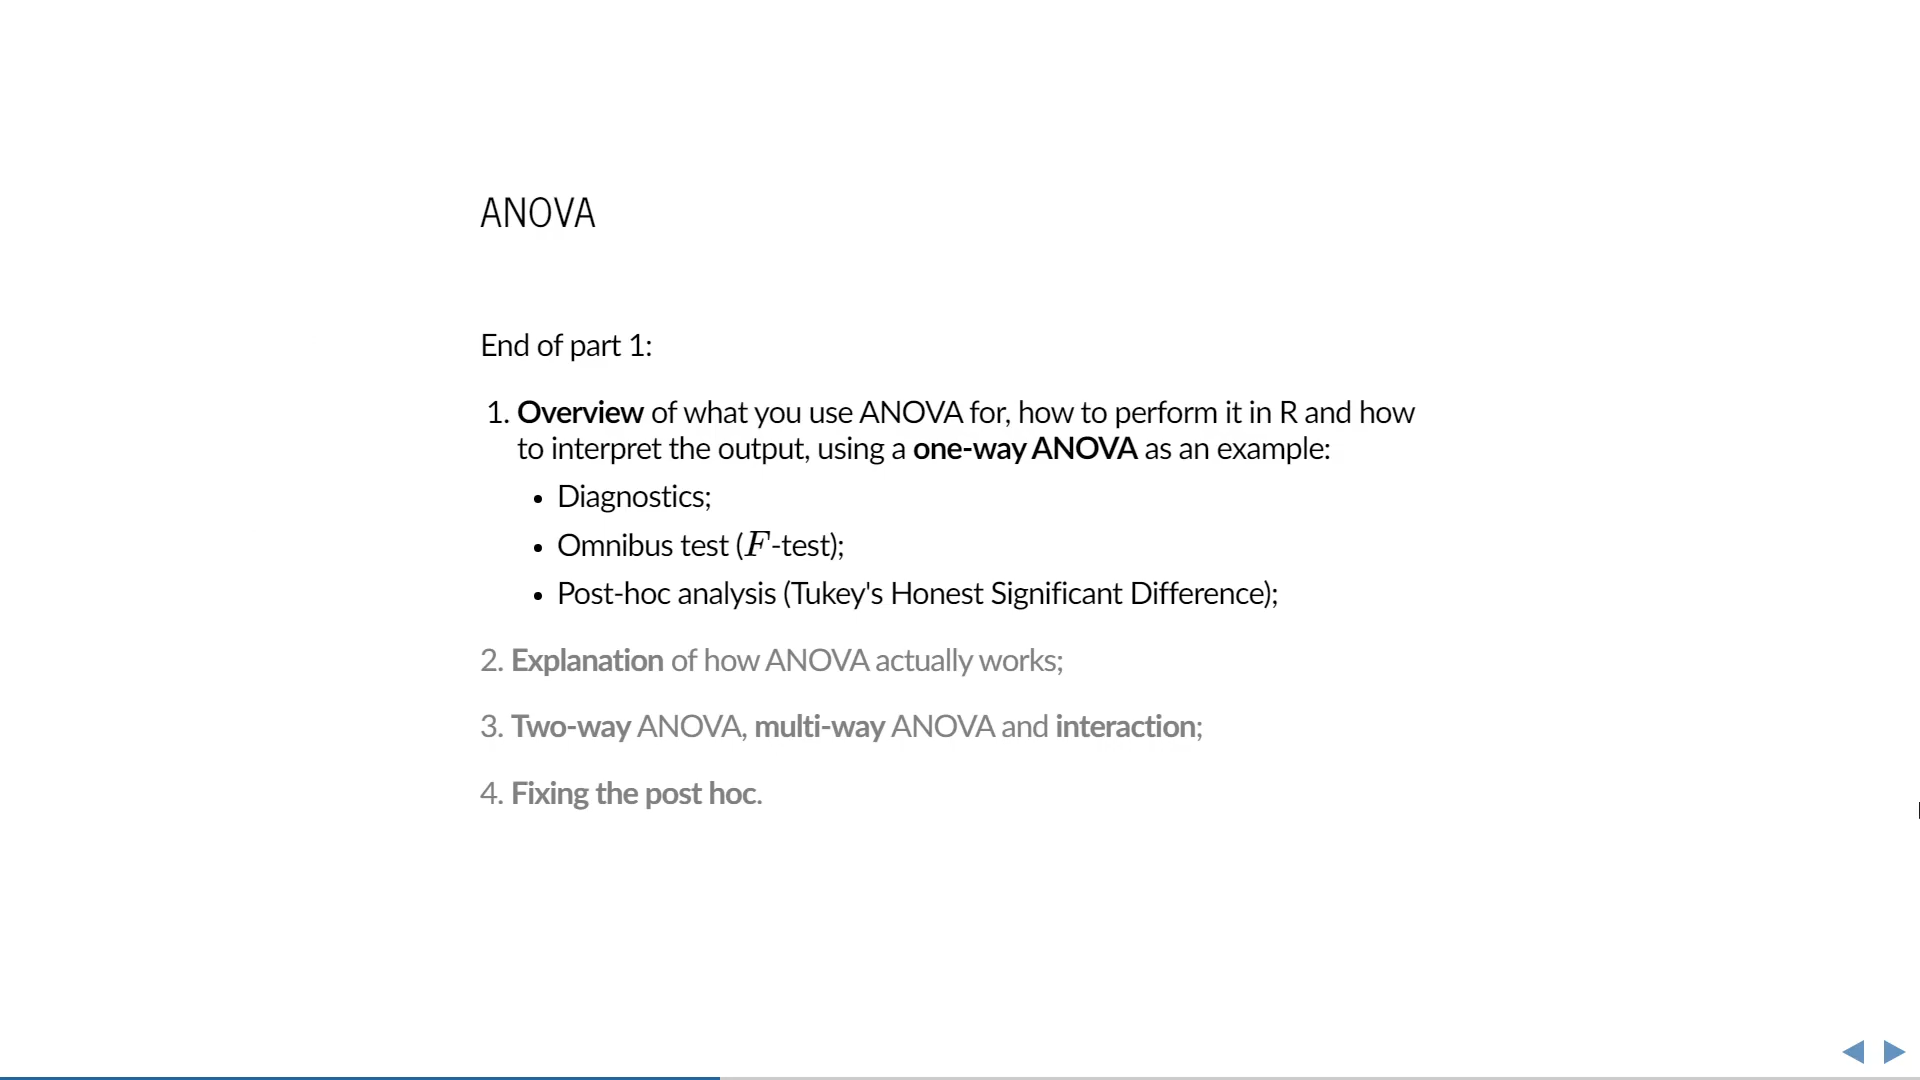 ANOVA
End of part 1:
1. Overview of what you use ANOVA for, how to perform it in R and how
to interpret the output, using a one-way ANOVA as an example:
• Diagnostics;
• Omnibus test (F-test);
• Post-hoc analysis (Tukey's Honest Significant Difference);
2. Explanation of how ANOVA actually works;
3. Two-way ANOVA, multi-way ANOVA and interaction;
4. Fixing the post hoc.